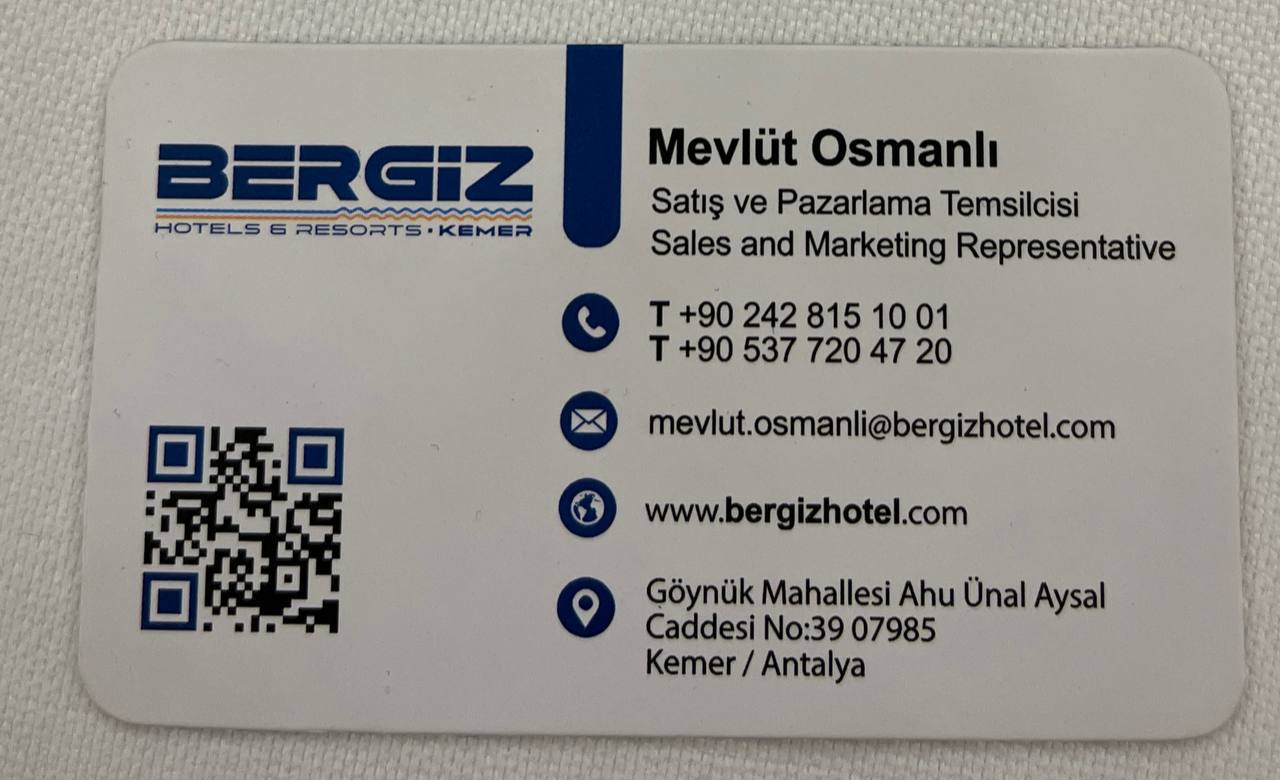 BERGİZ
HOTELS & RESORTS • KEMER
Mevlüt Osmanlı
Satış ve Pazarlama Temsilcisi
Sales and Marketing Representative
T +90 242 815 10 01
T +90 537 720 47 20
mevlut.osmanli@bergizhotel.com
www.bergizhotel.com
Göynük Mahallesi Ahu Ünal Aysal
Caddesi No:39 07985
Kemer / Antalya